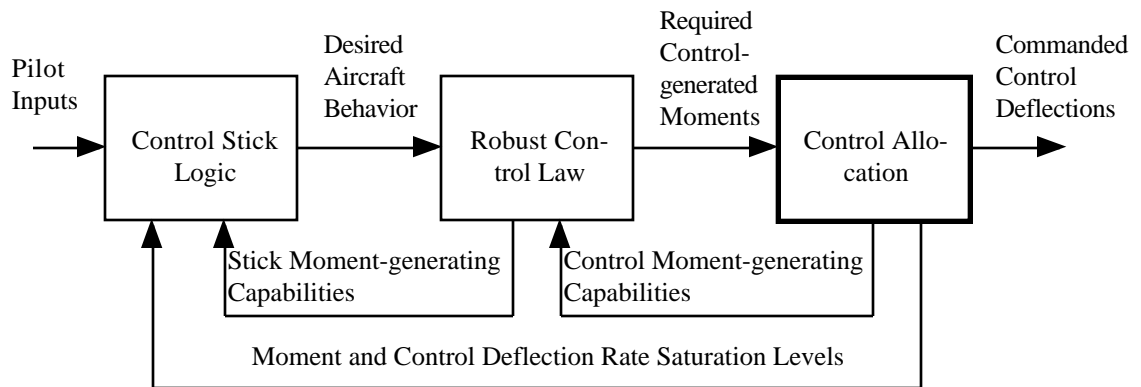 Pilot
Inputs
Control Stick
Logic
Desired
Aircraft
Behavior
Robust Con-
trol Law
Required
Control-
generated
Moments
Control Allo-
cation
Commanded
Control
Deflections
Stick Moment-generating
Capabilities
Control Moment-generating
Capabilities
Moment and Control Deflection Rate Saturation Levels